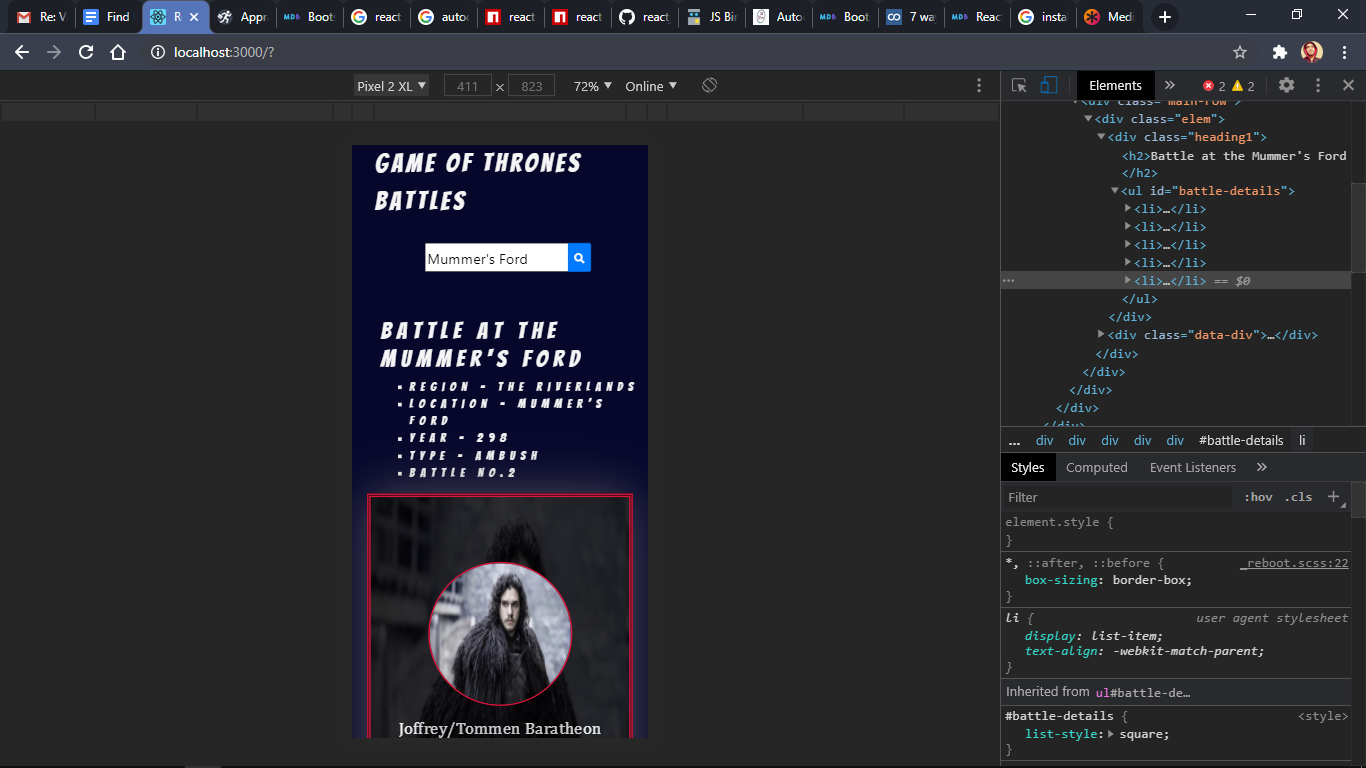 Re: V
Find
R
Appr
Boots
react
autoc
react
react
react
JS Bin
Auto
Boots
7 way
React
insta
Medi
localhost:3000/?
Pixel 2 XL
411 × 823
72%
Online
GAME OF THRONES
BATTLES
Mummer's Ford
BATTLE AT THE
MUMMER'S FORD
REGION - THE RIVERLANDS
LOCATION - MUMMER'S
FORD
YEAR - 298
TYPE - AMBUSH
BATTLE NO.2
Joffrey/Tommen Baratheon
Elements
»
2
2
<div class="main-row">
<div class="elem">
<div class="heading1">
<h2>Battle at the Mummer's Ford
</h2>
<ul id="battle-details">
<li>…</li>
<li>…</li>
<li>…</li>
<li>…</li>
<li>…</li> == $0
</ul>
</div>
<div class="data-div">…</div>
</div>
</div>
</div>
</div>
</div>
... div div div div div #battle-details li
Styles Computed Event Listeners »
Filter :hov .cls +
element.style {
}
*, ::after, ::before { _reboot.scss:22
box-sizing: border-box;
}
li { user agent stylesheet
display: list-item;
text-align: -webkit-match-parent;
}
Inherited from ul#battle-de…
#battle-details { <style>
list-style: square;
}